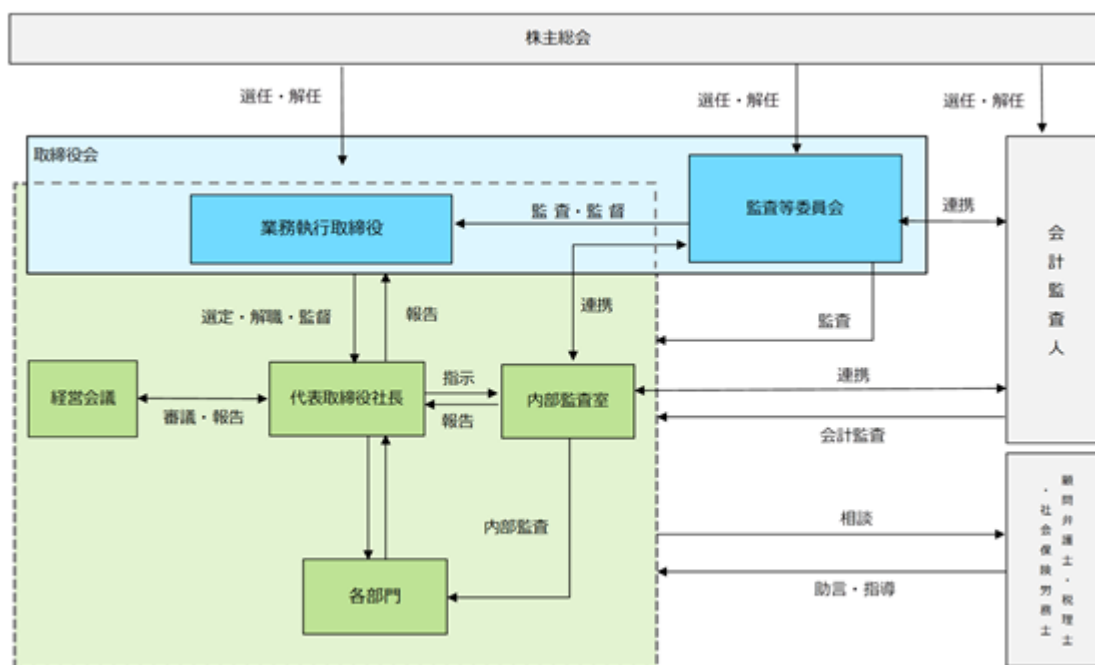 株主総会
選任・解任
選任・解任
選任・解任
取締役会
業務執行取締役
監査・監督
監査等委員会
連携
会計監査人
選定・解職・監督
報告
連携
監査
経営会議
審議・報告
代表取締役社長
指示
報告
内部監査室
連携
会計監査
内部監査
各部門
相談
助言・指導
顧問弁護士・税理士
・社会保険労務士